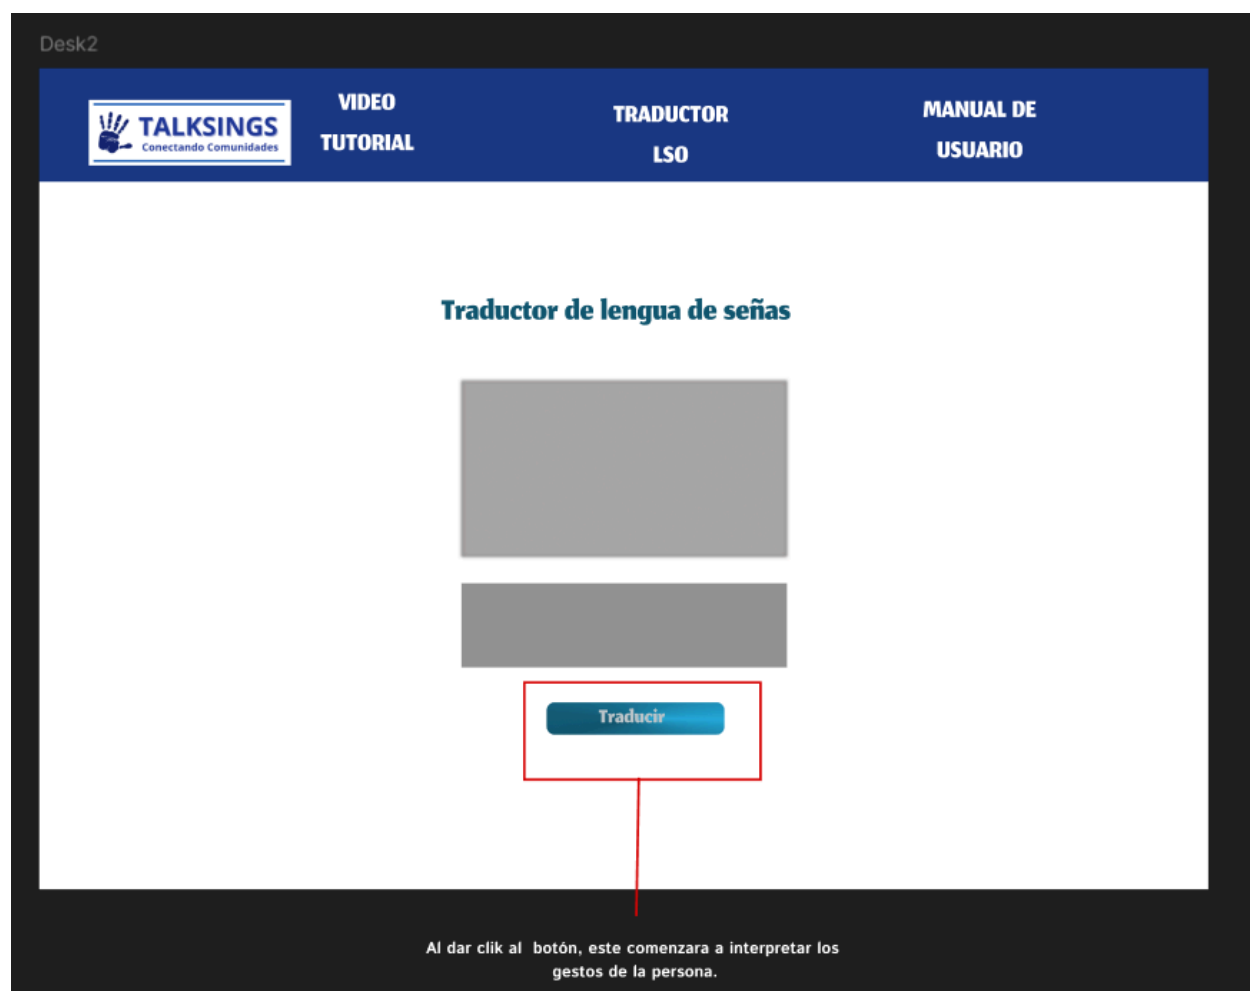 Desk2
TALKSINGS
Conectando Comunidades
VIDEO
TUTORIAL
TRADUCTOR
LSO
MANUAL DE
USUARIO
Traductor de lengua de señas
Traducir
Al dar clik al  botón, este comenzara a interpretar los
gestos de la persona.